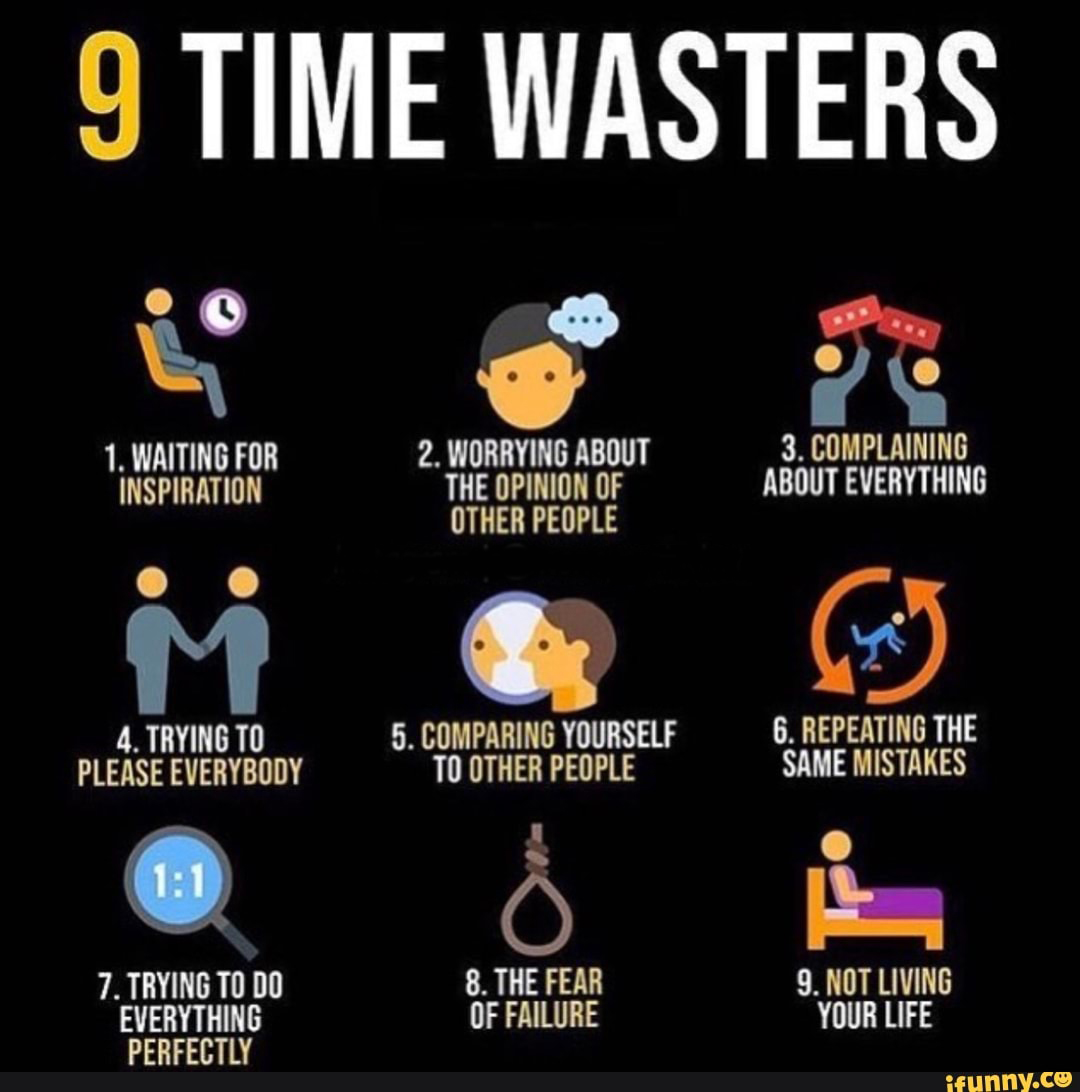 9 TIME WASTERS
1. WAITING FOR
INSPIRATION
2. WORRYING ABOUT
THE OPINION OF
OTHER PEOPLE
3. COMPLAINING
ABOUT EVERYTHING
4. TRYING TO
PLEASE EVERYBODY
5. COMPARING YOURSELF
TO OTHER PEOPLE
6. REPEATING THE
SAME MISTAKES
1:1
7. TRYING TO DO
EVERYTHING
PERFECTLY
8. THE FEAR
OF FAILURE
9. NOT LIVING
YOUR LIFE
ifunny.co